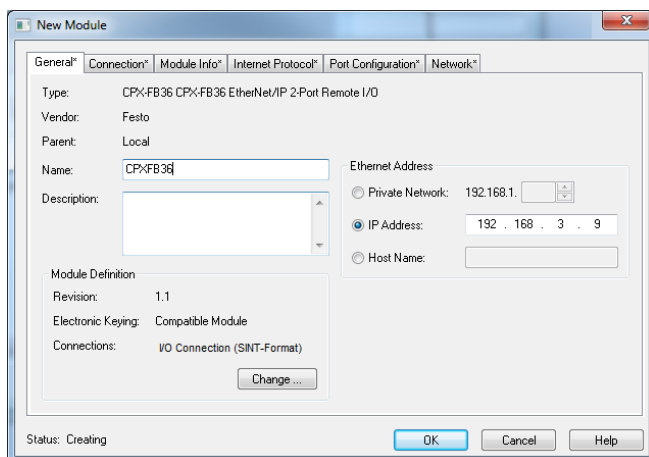 New Module
General* Connection* Module Info* Internet Protocol* Port Configuration* Network*
Type: CPX-FB36 CPX-FB36 EtherNet/IP 2-Port Remote I/O
Vendor: Festo
Parent: Local
Name: CPXFB36
Description:
Ethernet Address
Private Network: 192.168.1.
IP Address: 192 . 168 . 3 . 9
Host Name:
Module Definition
Revision: 1.1
Electronic Keying: Compatible Module
Connections: I/O Connection (SINT-Format)
Change ...
Status: Creating
OK Cancel Help